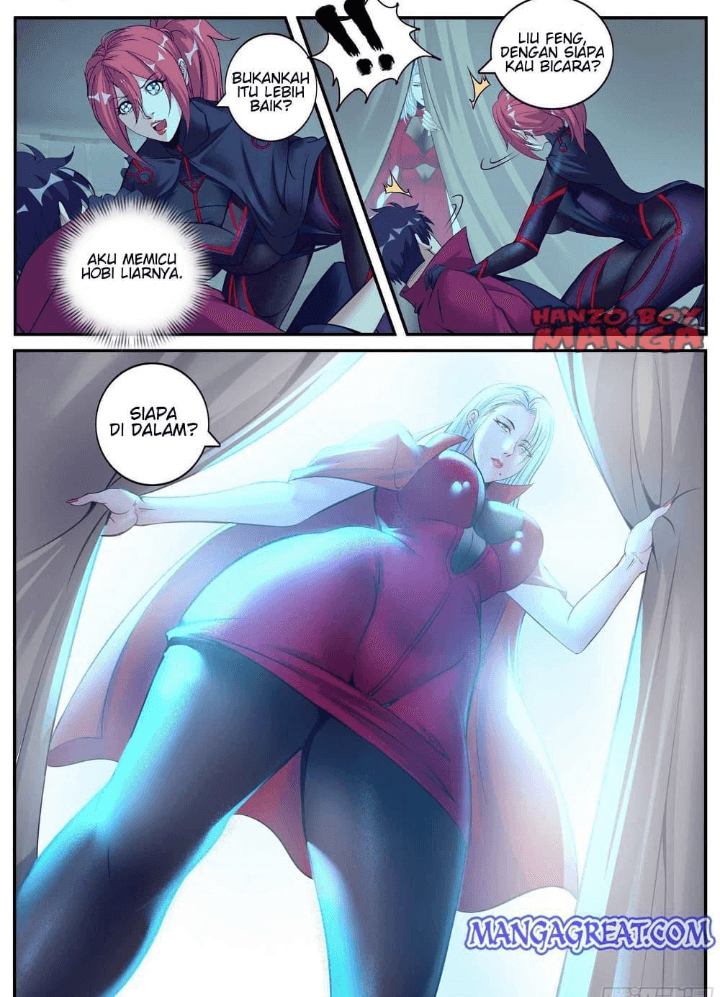 BUKANKAH
ITU LEBIH
BAIK?
AKU MEMICU
HOBI LIARNYA.
!!
LIU FENG,
DENGAN SIAPA
KAU BICARA?
HANZO BOY
MANGA
SIAPA
DI DALAM?
MANGAGREAT.COM